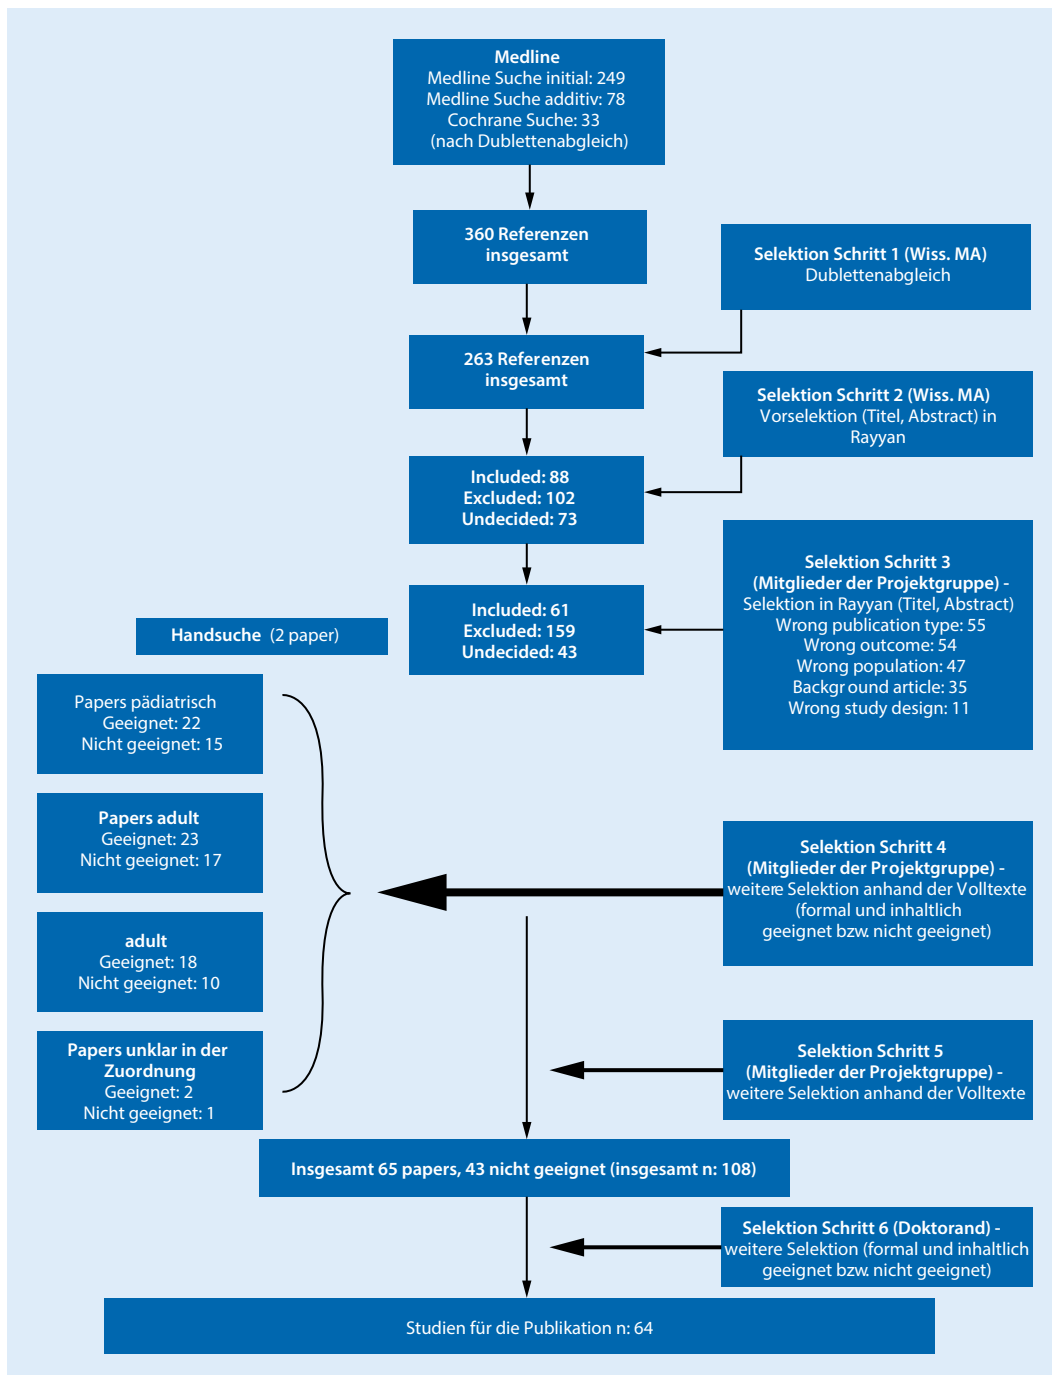 Medline
Medline Suche initial: 249
Medline Suche additiv: 78
Cochrane Suche: 33
(nach Dublettenabgleich)
360 Referenzen
insgesamt
Selektion Schritt 1 (Wiss. MA)
Dublettenabgleich
263 Referenzen
insgesamt
Selektion Schritt 2 (Wiss. MA)
Vorselektion (Titel, Abstract) in
Rayyan
Included: 88
Excluded: 102
Undecided: 73
Selektion Schritt 3
(Mitglieder der Projektgruppe) -
Selektion in Rayyan (Titel, Abstract)
Wrong publication type: 55
Wrong outcome: 54
Wrong population: 47
Background article: 35
Wrong study design: 11
Included: 61
Excluded: 159
Undecided: 43
Handsuche (2 paper)
Papers pädiatrisch
Geeignet: 22
Nicht geeignet: 15
Papers adult
Geeignet: 23
Nicht geeignet: 17
Selektion Schritt 4
(Mitglieder der Projektgruppe) -
weitere Selektion anhand der Volltexte
(formal und inhaltlich
geeignet bzw. nicht geeignet)
adult
Geeignet: 18
Nicht geeignet: 10
Papers unklar in der
Zuordnung
Geeignet: 2
Nicht geeignet: 1
Selektion Schritt 5
(Mitglieder der Projektgruppe) -
weitere Selektion anhand der Volltexte
Insgesamt 65 papers, 43 nicht geeignet (insgesamt n: 108)
Selektion Schritt 6 (Doktorand) -
weitere Selektion (formal und inhaltlich
geeignet bzw. nicht geeignet)
Studien für die Publikation n: 64